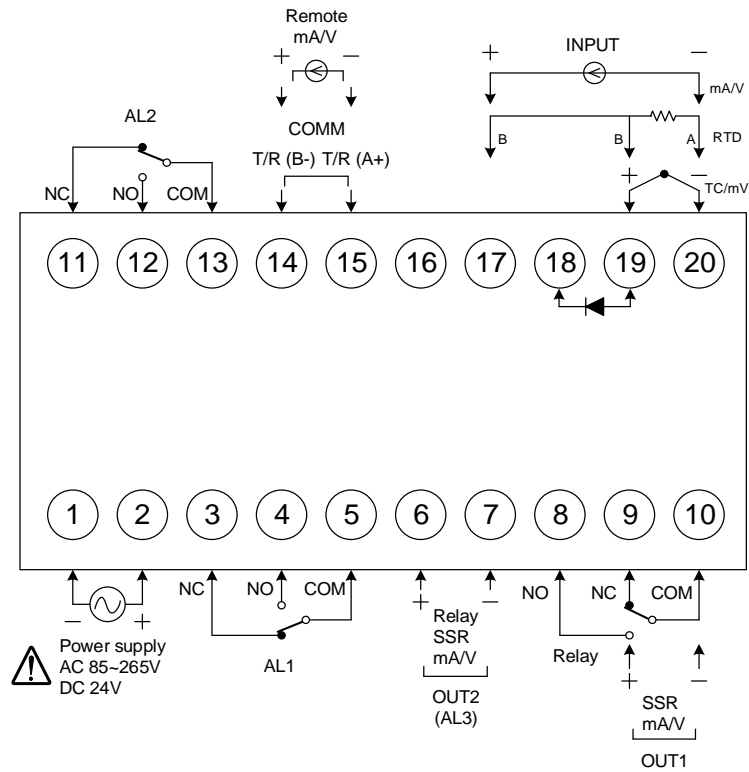 Remote
mA/V
+ −
INPUT
+ −
mA/V
AL2
COMM
T/R (B-) T/R (A+)
B B A RTD
+ −
TC/mV
NC NO COM
11 12 13 14 15 16 17 18 19 20
1 2 3 4 5 6 7 8 9 10
− +
Power supply
AC 85~265V
DC 24V
NC NO COM
AL1
+ −
Relay
SSR
mA/V
OUT2
(AL3)
NO NC COM
Relay
+ −
SSR
mA/V
OUT1